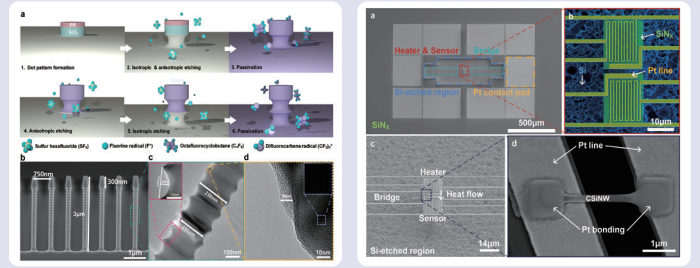 a
PR
SiO₂
1. Dot pattern formation
2. Isotropic & anisotropic etching
3. Passivation
4. Anisotropic etching
5. Isotropic etching
6. Passivation
Sulfur hexafluoride (SF₆)
Fluorine radical (F*)
Octafluorocyclobutane (C₄F₈)
Difluorocarbene radical (CF₂)ₙ*
b
750nm
300nm
3μm
1μm
c
100nm
d
10nm
a
Heater & Sensor
Bridge
Si-etched region
Pt contact pad
SiNₓ
500μm
b
SiNₓ
Si
Pt line
10μm
c
Heater
Bridge
Heat flow
Sensor
Si-etched region
14μm
d
Pt line
CSiNW
Pt bonding
1μm